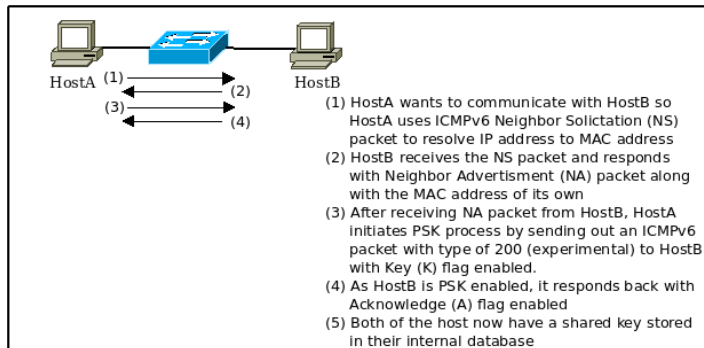 HostA
HostB
(1)
(2)
(3)
(4)
(1) HostA wants to communicate with HostB so
HostA uses ICMPv6 Neighbor Solictation (NS)
packet to resolve IP address to MAC address
(2) HostB receives the NS packet and responds
with Neighbor Advertisment (NA) packet along
with the MAC address of its own
(3) After receiving NA packet from HostB, HostA
initiates PSK process by sending out an ICMPv6
packet with type of 200 (experimental) to HostB
with Key (K) flag enabled.
(4) As HostB is PSK enabled, it responds back with
Acknowledge (A) flag enabled
(5) Both of the host now have a shared key stored
in their internal database